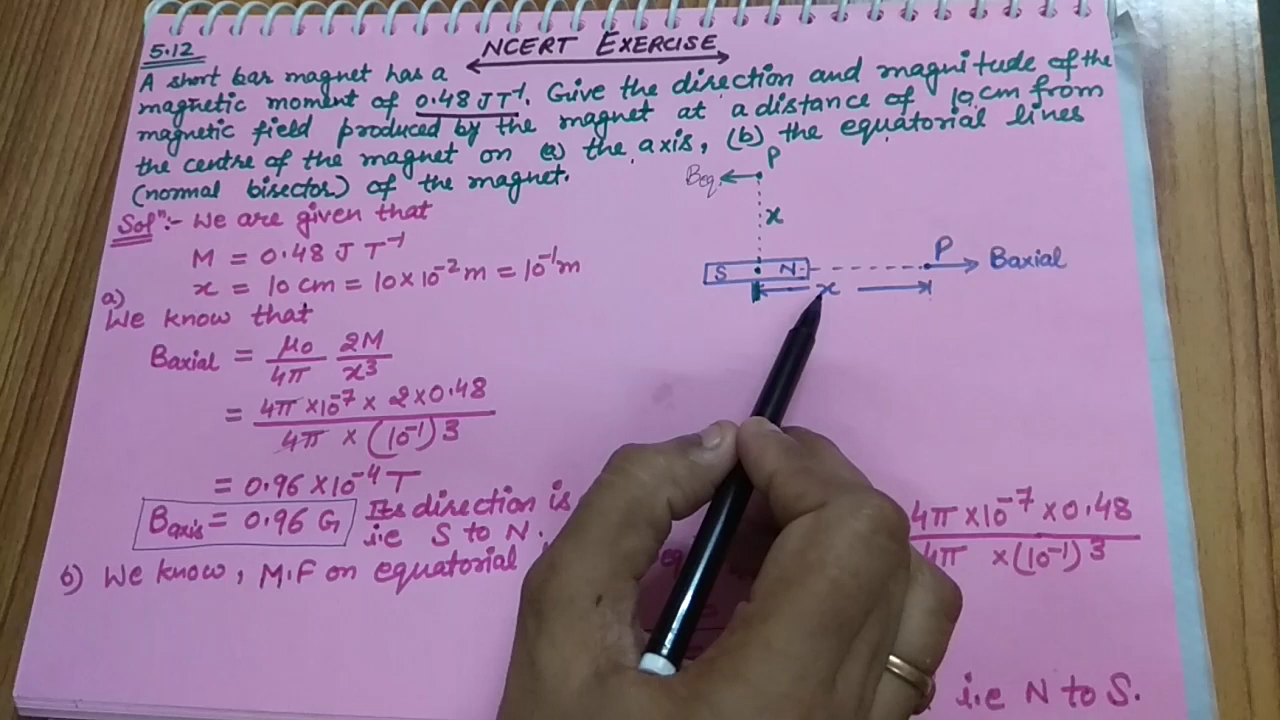 NCERT EXERCISE
5.12
A short bar magnet has a
magnetic moment of 0.48 J T⁻¹. Give the direction and magnitude of the
magnetic field produced by the magnet at a distance of 10 cm from
the centre of the magnet on (a) the axis, (b) the equatorial lines
(normal bisector) of the magnet.
Solⁿ:- We are given that
M = 0.48 J T⁻¹
x = 10 cm = 10×10⁻² m = 10⁻¹ m
a)
We know that
Baxial = μ0/4π 2M/x³
= 4π × 10⁻⁷ × 2 × 0.48 / 4π × (10⁻¹)³
= 0.96 × 10⁻⁴ T
Baxis = 0.96 G Its direction is
i.e S to N.
b) We know, M.F on equatorial
P
Beq
x
S N P Baxial
x
eq
4π × 10⁻⁷ × 0.48
4π × (10⁻¹)³
i.e N to S.